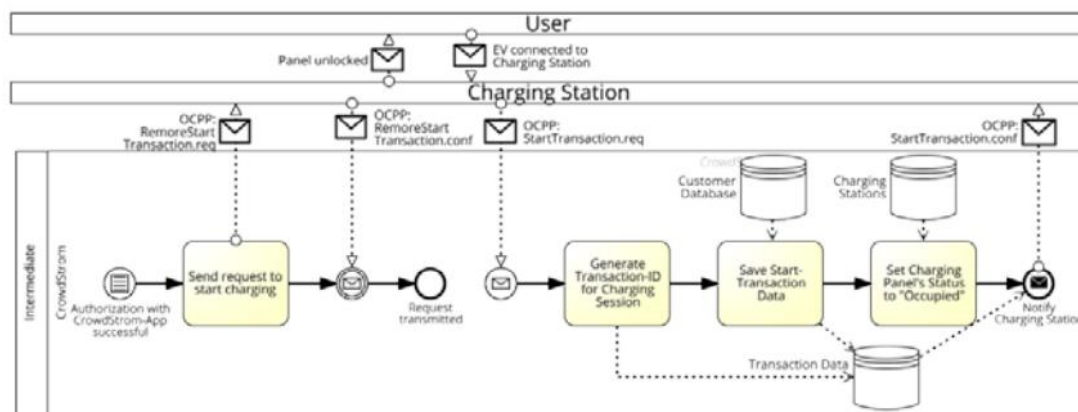 User
Panel unlocked
EV connected to
Charging Station
Charging Station
OCPP:
RemoreStart
Transaction.req
OCPP:
RemoreStart
Transaction.conf
OCPP:
StartTransaction.req
OCPP:
StartTransaction.conf
Intermediate
CrowdStrom
Customer
Database
Charging
Stations
Send request to
start charging
Generate
Transaction-ID
for Charging
Session
Save Start-
Transaction
Data
Set Charging
Panel's Status
to "Occupied"
Authorization with
CrowdStrom-App
successful
Request
transmitted
Notify
Charging Station
Transaction Data